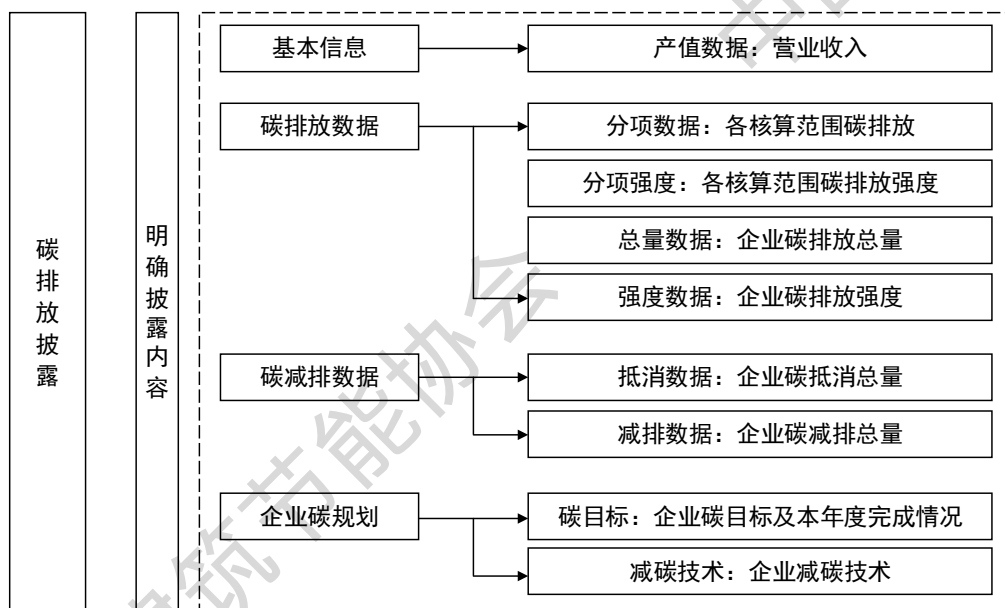 碳排放披露
明确披露内容
基本信息
产值数据：营业收入
碳排放数据
分项数据：各核算范围碳排放
分项强度：各核算范围碳排放强度
总量数据：企业碳排放总量
强度数据：企业碳排放强度
碳减排数据
抵消数据：企业碳抵消总量
减排数据：企业碳减排总量
企业碳规划
碳目标：企业碳目标及本年度完成情况
减碳技术：企业减碳技术
筑节能协会